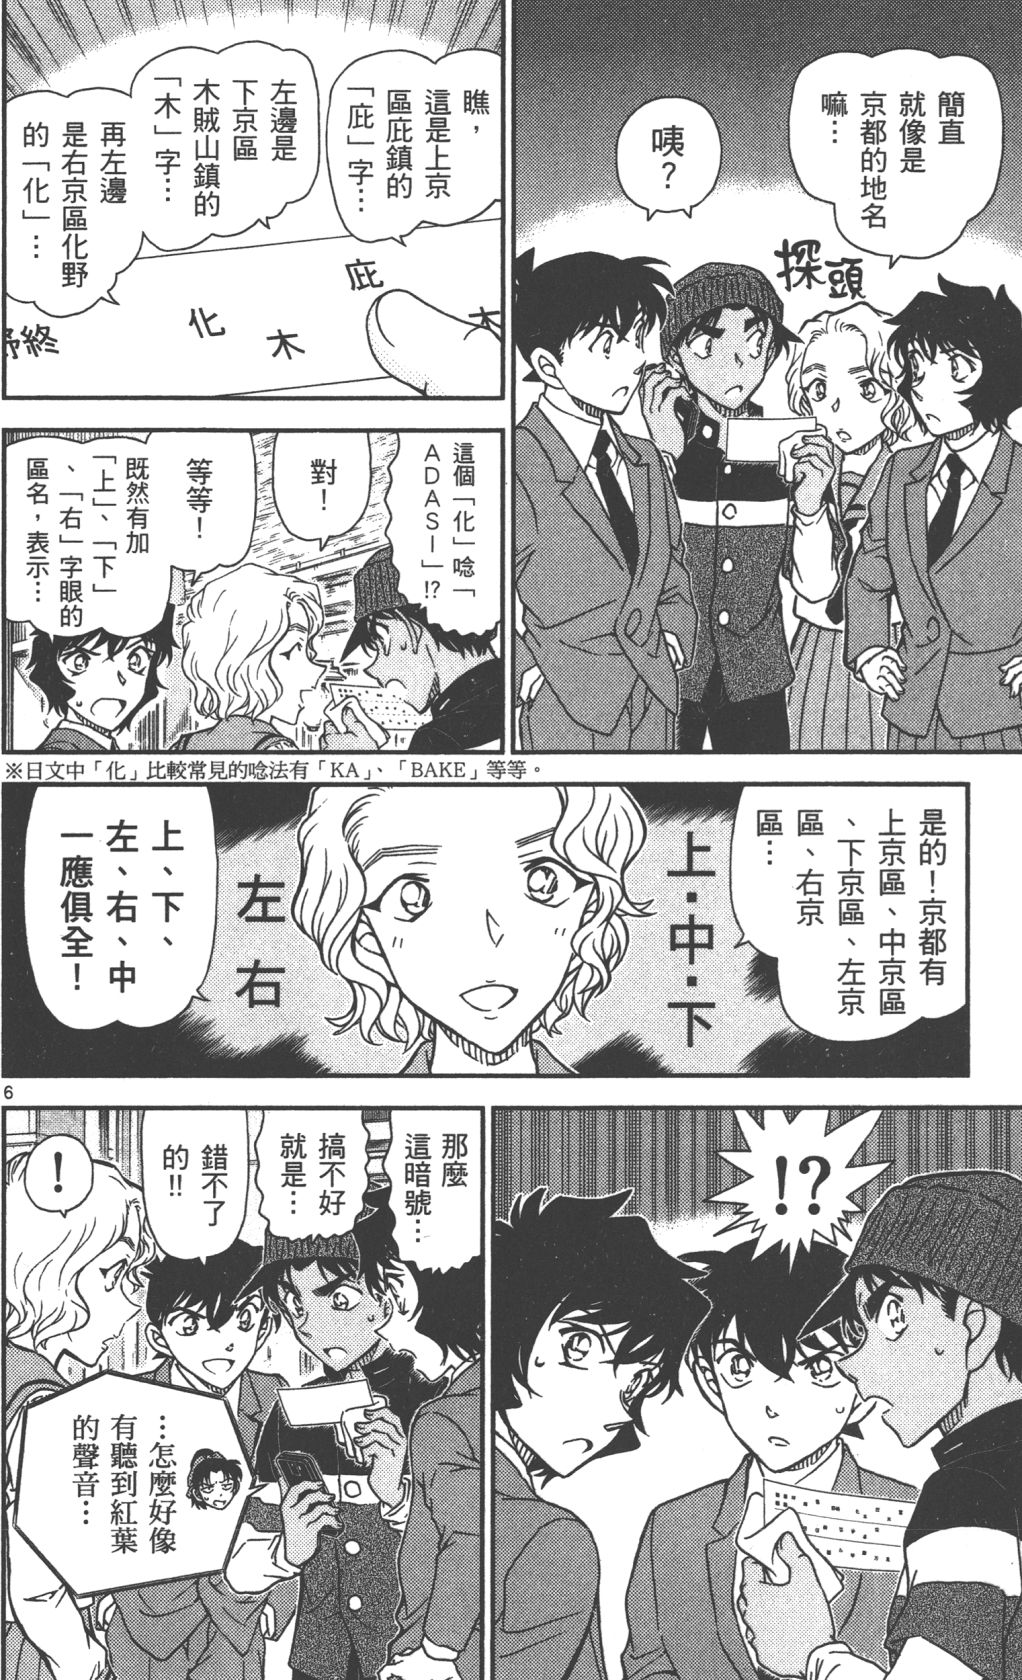 簡直
就像是
京都的地名
嘛…
咦？
探頭
瞧，
這是上京
區庇鎮的
「庇」字…
左邊是
下京區
木賊山鎮的
「木」字…
再左邊
是右京區化野
的「化」…
木
庇
木
化
野終
這個「化」唸「
ADASI」!?
對！
等等！
既然有加
「上」、「下」
、「右」字眼的
區名，表示…
※日文中「化」比較常見的唸法有「KA」、「BAKE」等等。
是的！京都有
上京區、中京區
、下京區、左京
區、右京
區…
上・中・下
左右
上、下、
左、右、中
一應俱全！
6
!?
那麼
這暗號…
搞不好
就是…
錯不了
的!!
！
…怎麼好像
有聽到紅葉
的聲音…